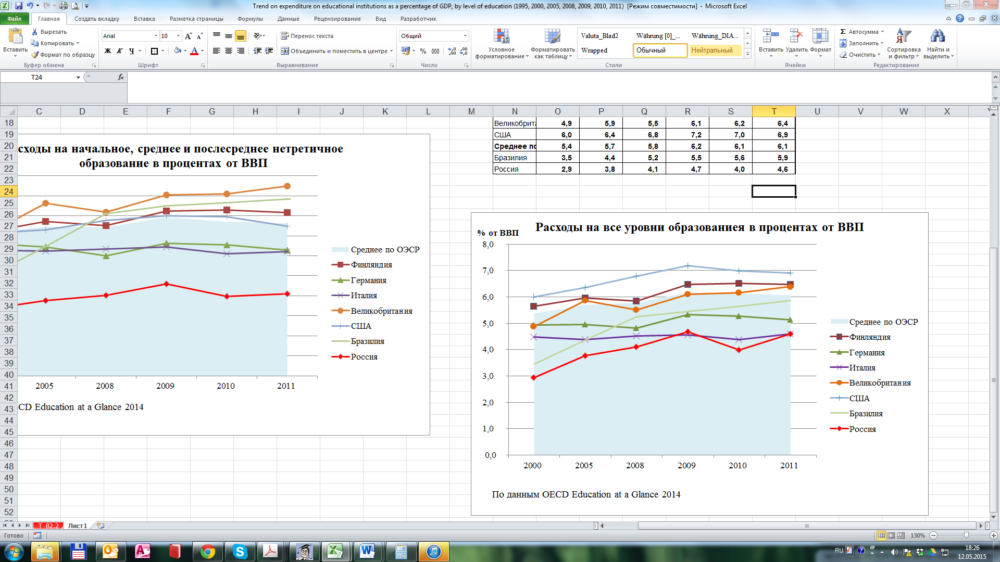 Trend on expenditure on educational institutions as a percentage of GDP, by level of education (1995, 2000, 2005, 2008, 2009, 2010, 2011) [Режим совместимости] - Microsoft Excel
Файл Главная Создать вкладку Вставка Разметка страницы Формулы Данные Рецензирование Вид Разработчик
Вставить
Вырезать
Копировать
Формат по образцу
Буфер обмена
Arial 10
Ж К Ч
Шрифт
Перенос текста
Объединить и поместить в центре
Выравнивание
Общий
% 000
Число
Условное форматирование
Форматировать как таблицу
Valuta_Blad2 Währung [0]_... Währung_DIA...
Wrapped Обычный Нейтральный
Стили
Вставить Удалить Формат
Ячейки
Σ Автосумма
Заполнить
Очистить
Сортировка и фильтр
Найти и выделить
Редактирование
T24 fx
C D E F G H I J K L M N O P Q R S T U V W X
18 Великобрита 4,9 5,9 5,5 6,1 6,2 6,4
19 США 6,0 6,4 6,8 7,2 7,0 6,9
20 Среднее по 5,4 5,7 5,8 6,2 6,1 6,1
21 Бразилия 3,5 4,4 5,2 5,5 5,6 5,9
22 Россия 2,9 3,8 4,1 4,7 4,0 4,6
23
24
25
26
27
28
29
30
31
32
33
34
35
36
37
38
39
40
41
42
43
44
45
46
47
48
49
50
51
52
сходы на начальное, среднее и послесреднее нетретичное
образование в процентах от ВВП
Среднее по ОЭСР
Финляндия
Германия
Италия
Великобритания
США
Бразилия
Россия
2005 2008 2009 2010 2011
CD Education at a Glance 2014
Расходы на все уровни образованиея в процентах от ВВП
% от ВВП
8,0
7,0
6,0
5,0
4,0
3,0
2,0
1,0
0,0
2000 2005 2008 2009 2010 2011
Среднее по ОЭСР
Финляндия
Германия
Италия
Великобритания
США
Бразилия
Россия
По данным OECD Education at a Glance 2014
T_B2.2 Лист1
Готово 130%
RU 18:26
12.05.2015